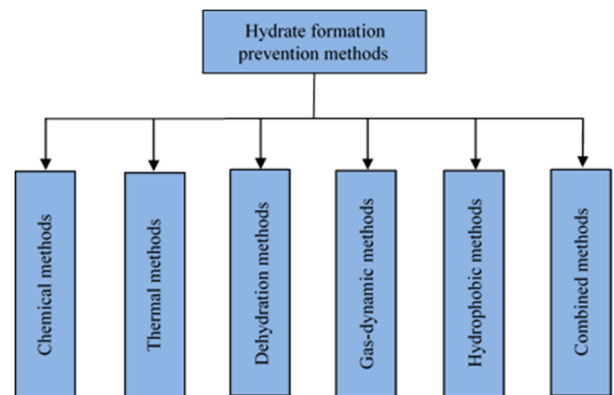 Hydrate formation
prevention methods
Chemical methods
Thermal methods
Dehydration methods
Gas-dynamic methods
Hydrophobic methods
Combined methods